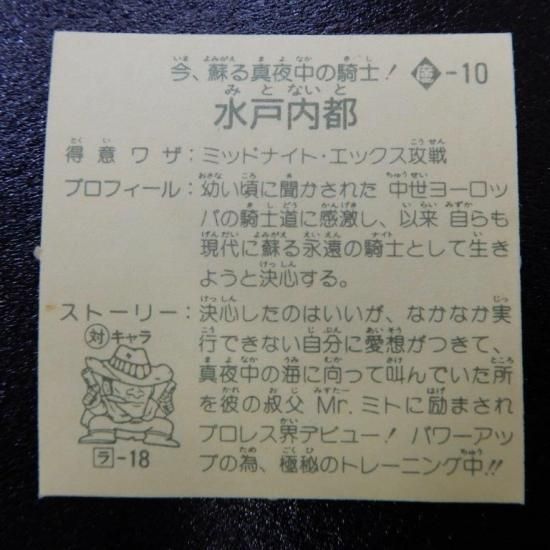 今、蘇る真夜中の騎士!
-10
水戸内都
得意ワザ:ミッドナイト・エックス攻戦
プロフィール:幼い頃に聞かされた 中世ヨーロッ
パの騎士道に感激し、以来 自らも
現代に蘇る永遠の騎士として生き
ようと決心する。
ストーリー:決心したのはいいが、なかなか実
行できない自分に愛想がつきて、
真夜中の海に向って叫んでいた所
を彼の叔父 Mr.ミトに励まされ
プロレス界デビュー! パワーアッ
プの為、極秘のトレーニング中!!
対 キャラ
ラ-18